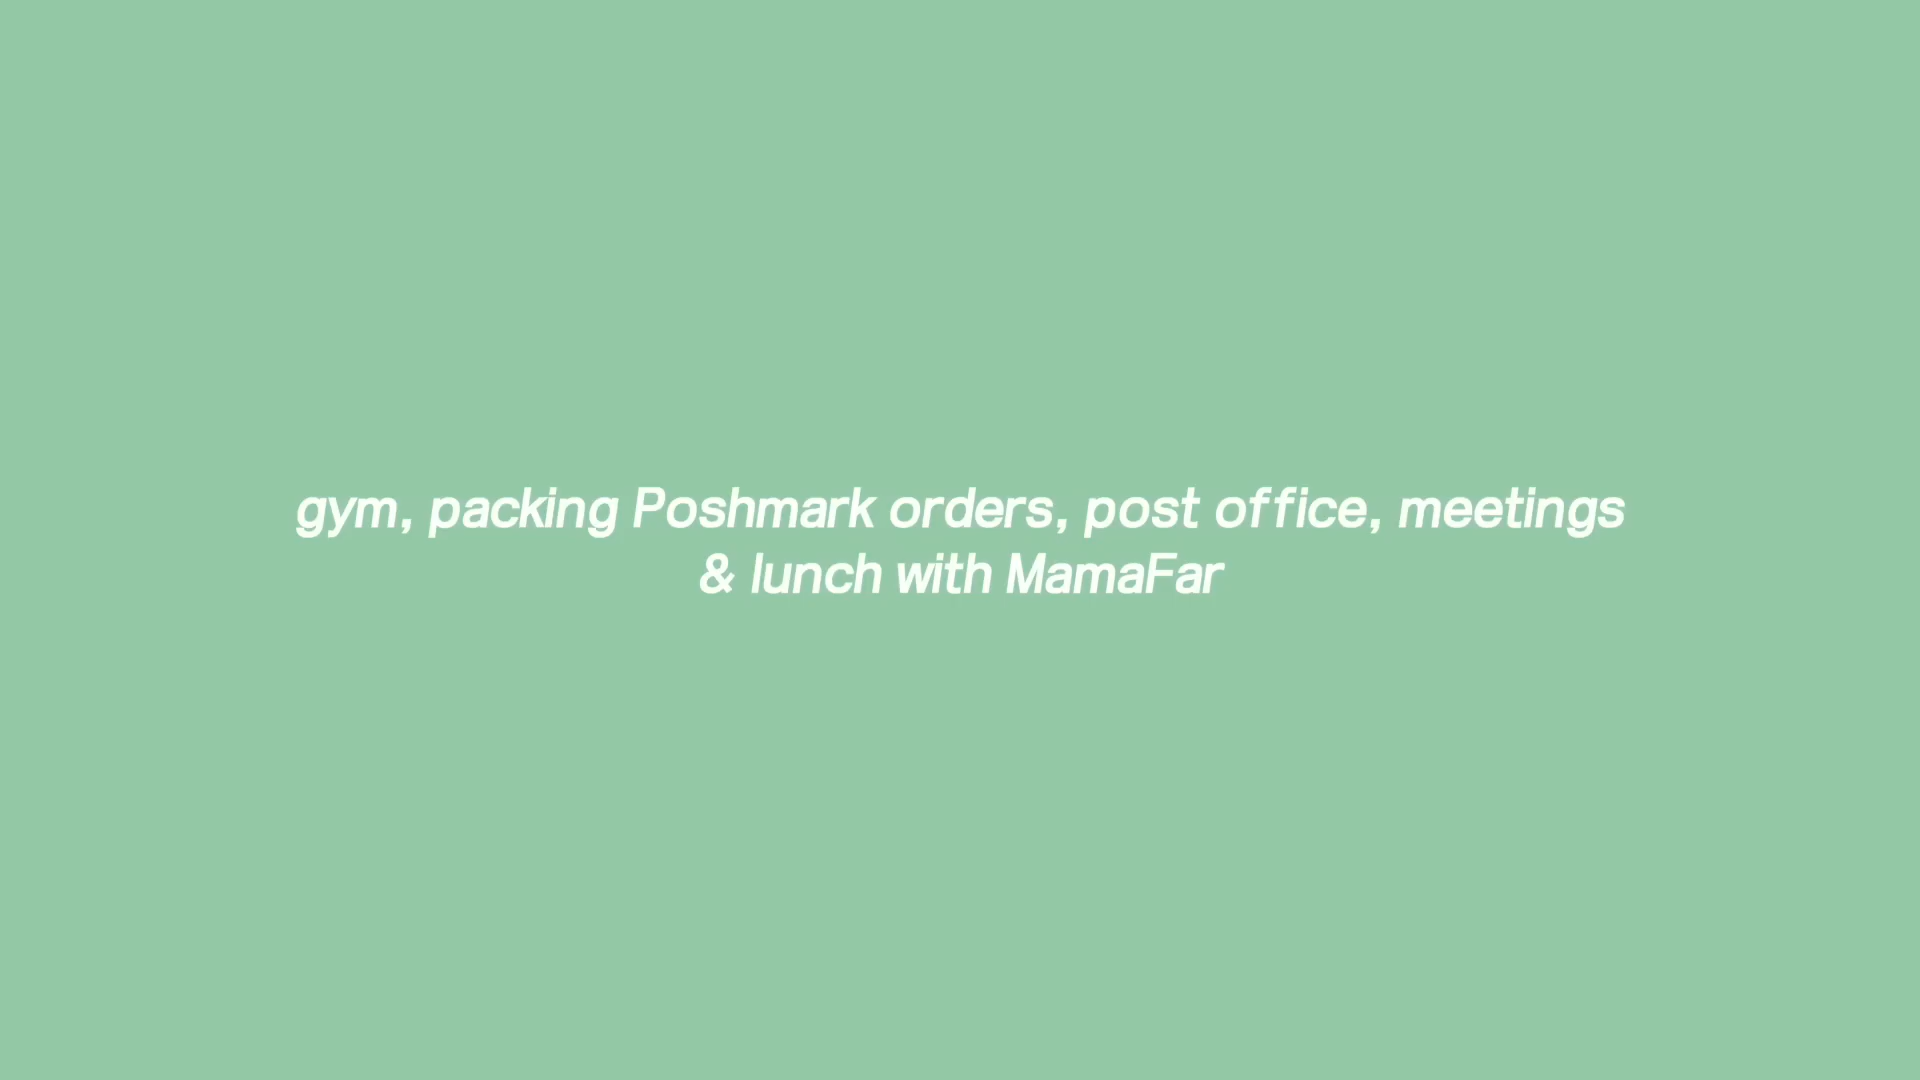 gym, packing Poshmark orders, post office, meetings
& lunch with MamaFar